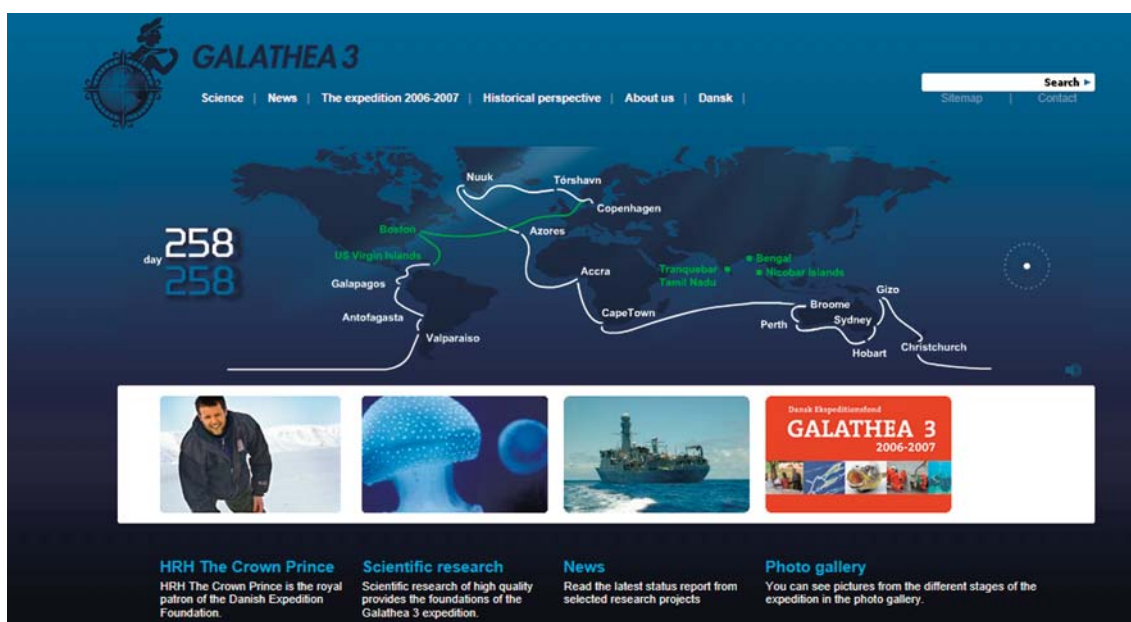 GALATHEA 3
Science | News | The expedition 2006-2007 | Historical perspective | About us | Dansk |
Search
Sitemap | Contact
Nuuk
Tórshavn
Copenhagen
Boston
Azores
day 258
258
US Virgin Islands
Bengal
Accra
Tranquebar
Tamil Nadu
Nicobar Islands
Galapagos
Gizo
Antofagasta
CapeTown
Broome
Perth
Sydney
Valparaiso
Hobart
Christchurch
Dansk Ekspeditionsfond
GALATHEA 3
2006-2007
HRH The Crown Prince
HRH The Crown Prince is the royal
patron of the Danish Expedition
Foundation.
Scientific research
Scientific research of high quality
provides the foundations of the
Galathea 3 expedition.
News
Read the latest status report from
selected research projects
Photo gallery
You can see pictures from the different stages of the
expedition in the photo gallery.